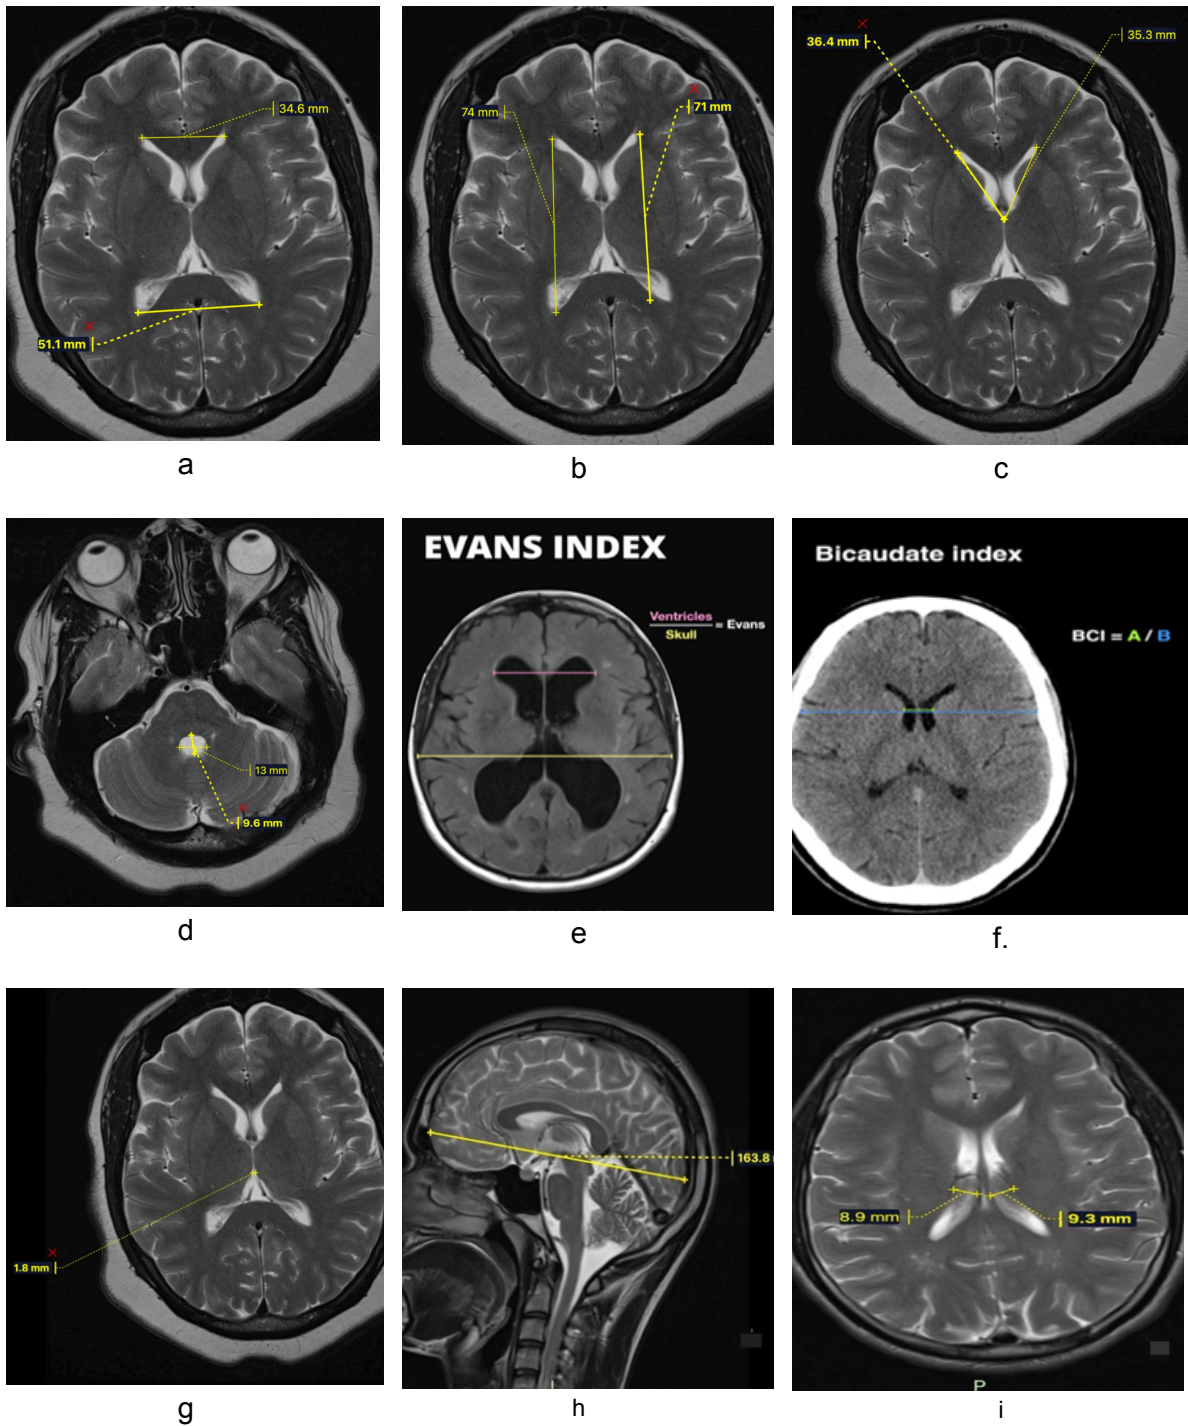 34.6 mm
51.1 mm
a
74 mm
71 mm
b
36.4 mm
35.3 mm
c
13 mm
9.6 mm
d
EVANS INDEX
Ventricles
Skull
= Evans
e
Bicaudate index
BCI = A / B
f.
1.8 mm
g
163.8
h
8.9 mm
9.3 mm
P
i